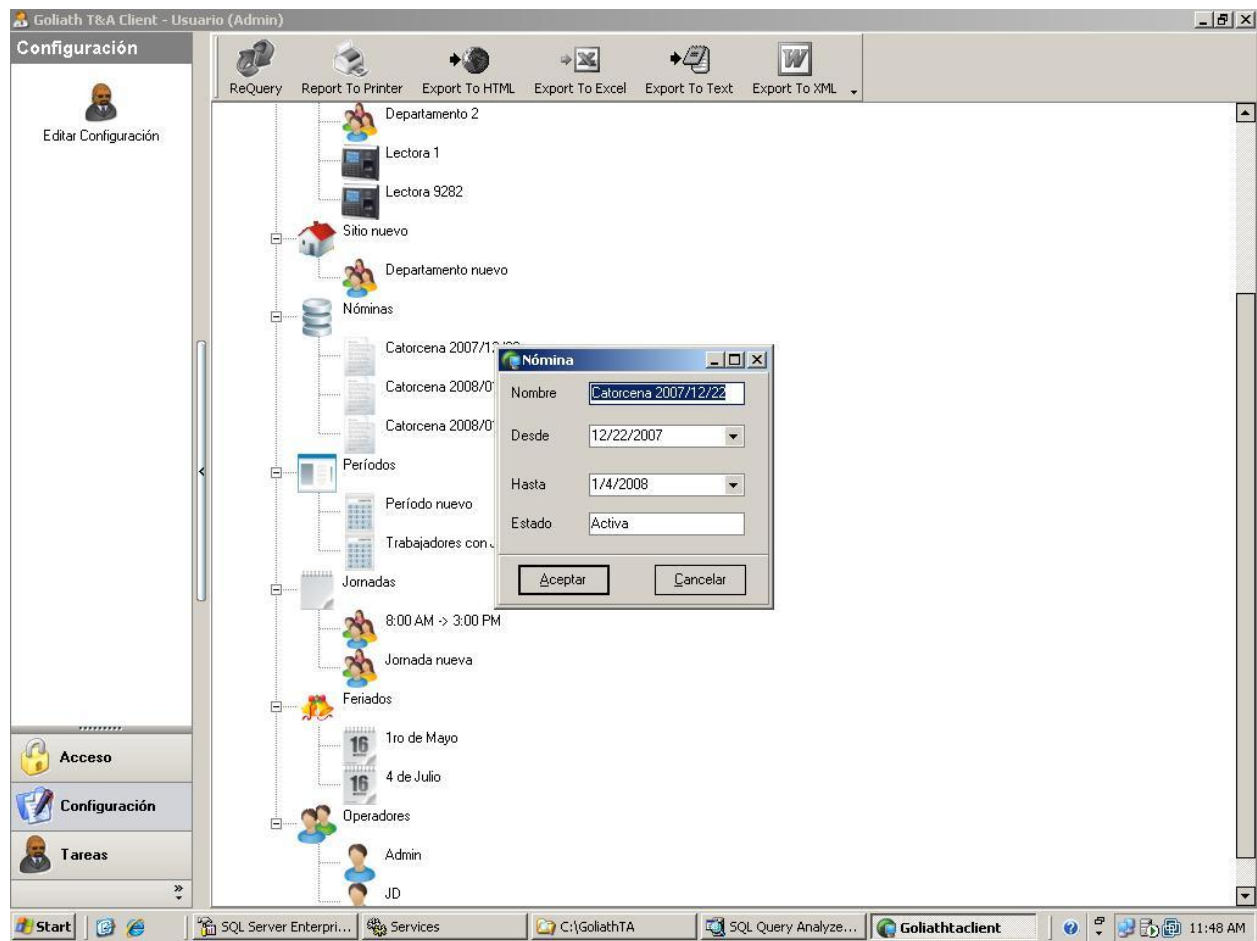 Goliath T&A Client - Usuario (Admin)
Configuración
Editar Configuración
ReQuery
Report To Printer
Export To HTML
Export To Excel
Export To Text
Export To XML
Departamento 2
Lectora 1
Lectora 9282
Sitio nuevo
Departamento nuevo
Nóminas
Catorcena 2007/12/22
Catorcena 2008/0
Catorcena 2008/0
Períodos
Período nuevo
Trabajadores con
Jornadas
8:00 AM -> 3:00 PM
Jornada nueva
Feriados
16
1ro de Mayo
16
4 de Julio
Operadores
Admin
JD
Nómina
Nombre
Catorcena 2007/12/22
Desde
12/22/2007
Hasta
1/4/2008
Estado
Activa
Aceptar
Cancelar
Acceso
Configuración
Tareas
Start
SQL Server Enterpri...
Services
C:\GoliathTA
SQL Query Analyze...
Goliathtaclient
11:48 AM